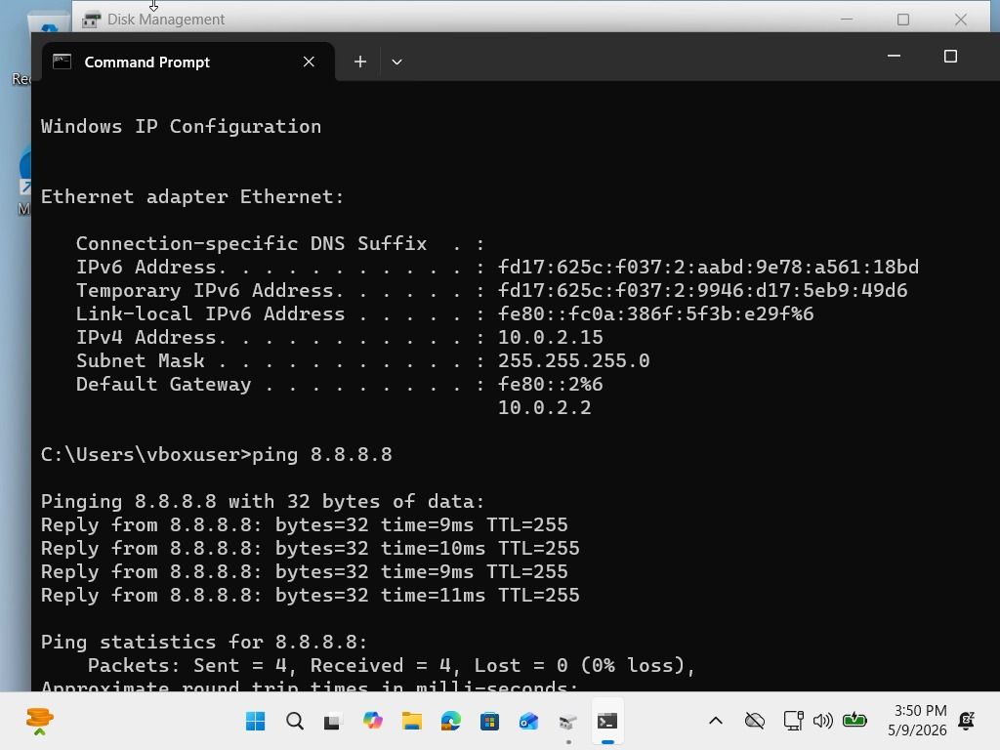 Disk Management
Command Prompt
Windows IP Configuration
Ethernet adapter Ethernet:
Connection-specific DNS Suffix  . :
IPv6 Address. . . . . . . . . . . : fd17:625c:f037:2:aabd:9e78:a561:18bd
Temporary IPv6 Address. . . . . . : fd17:625c:f037:2:9946:d17:5eb9:49d6
Link-local IPv6 Address . . . . . : fe80::fc0a:386f:5f3b:e29f%6
IPv4 Address. . . . . . . . . . . : 10.0.2.15
Subnet Mask . . . . . . . . . . . : 255.255.255.0
Default Gateway . . . . . . . . . : fe80::2%6
10.0.2.2
C:\Users\vboxuser>ping 8.8.8.8
Pinging 8.8.8.8 with 32 bytes of data:
Reply from 8.8.8.8: bytes=32 time=9ms TTL=255
Reply from 8.8.8.8: bytes=32 time=10ms TTL=255
Reply from 8.8.8.8: bytes=32 time=9ms TTL=255
Reply from 8.8.8.8: bytes=32 time=11ms TTL=255
Ping statistics for 8.8.8.8:
Packets: Sent = 4, Received = 4, Lost = 0 (0% loss),
Approximate round trip times in milli-seconds:
3:50 PM
5/9/2026